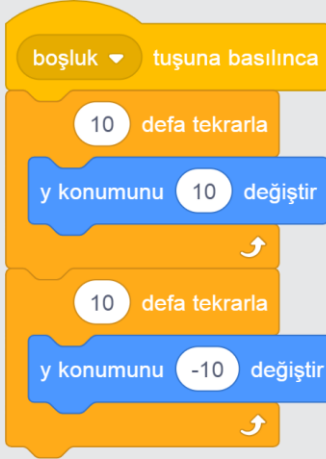 boşluk tuşuna basılınca
10 defa tekrarla
y konumunu 10 değiştir
10 defa tekrarla
y konumunu -10 değiştir